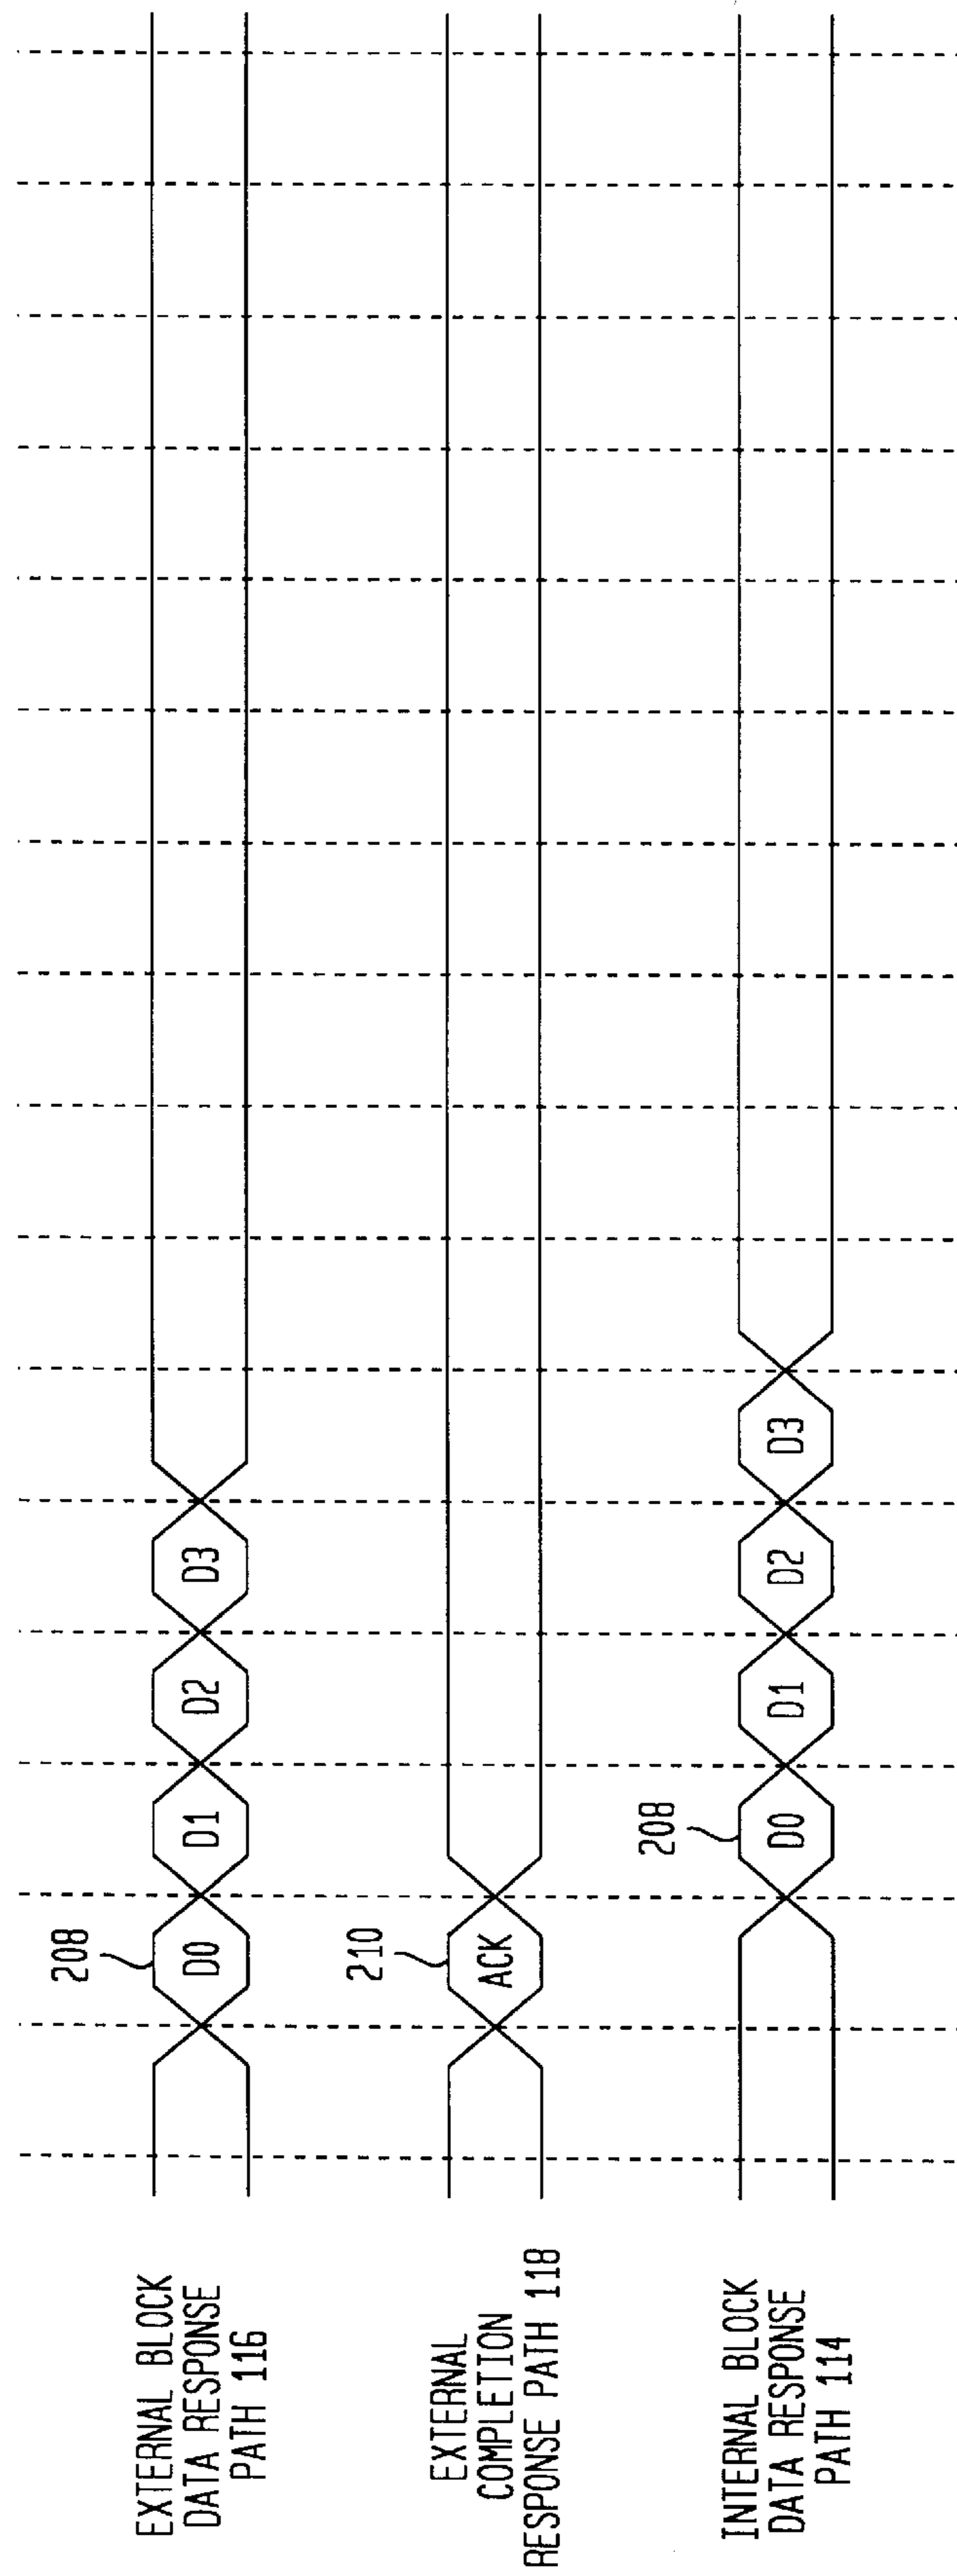 EXTERNAL BLOCK
DATA RESPONSE
PATH 116
208
D0
D1
D2
D3
EXTERNAL
COMPLETION
RESPONSE PATH 118
210
ACK
INTERNAL BLOCK
DATA RESPONSE
PATH 114
208
D0
D1
D2
D3